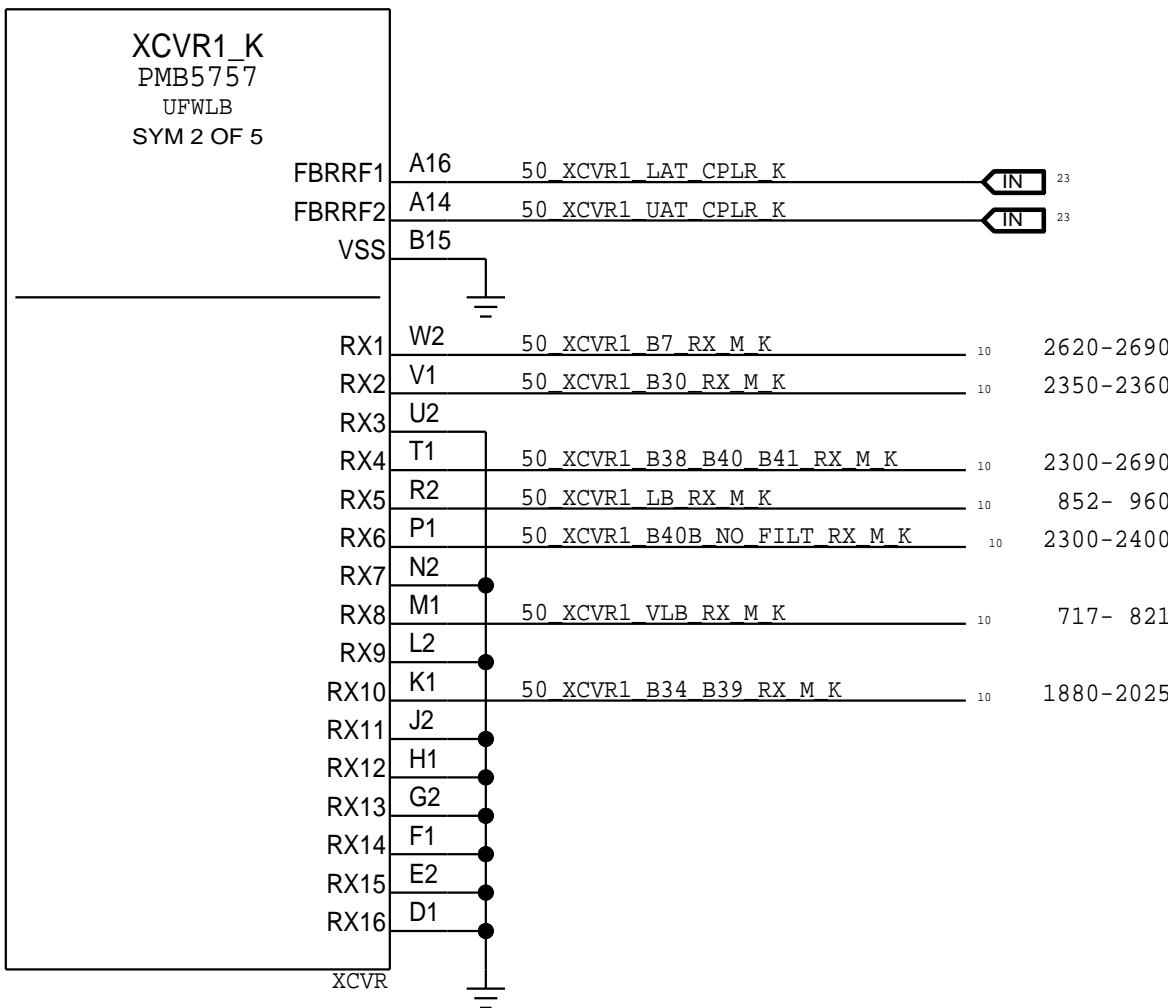 XCVR1_K
PMB5757
UFWLB
SYM 2 OF 5
FBRRF1 A16 50_XCVR1_LAT_CPLR_K IN 23
FBRRF2 A14 50_XCVR1_UAT_CPLR_K IN 23
VSS B15
RX1 W2 50_XCVR1_B7_RX_M_K 10 2620-2690
RX2 V1 50_XCVR1_B30_RX_M_K 10 2350-2360
RX3 U2
RX4 T1 50_XCVR1_B38_B40_B41_RX_M_K 10 2300-2690
RX5 R2 50_XCVR1_LB_RX_M_K 10 852- 960
RX6 P1 50_XCVR1_B40B_NO_FILT_RX_M_K 10 2300-2400
RX7 N2
RX8 M1 50_XCVR1_VLB_RX_M_K 10 717- 821
RX9 L2
RX10 K1 50_XCVR1_B34_B39_RX_M_K 10 1880-2025
RX11 J2
RX12 H1
RX13 G2
RX14 F1
RX15 E2
RX16 D1
XCVR